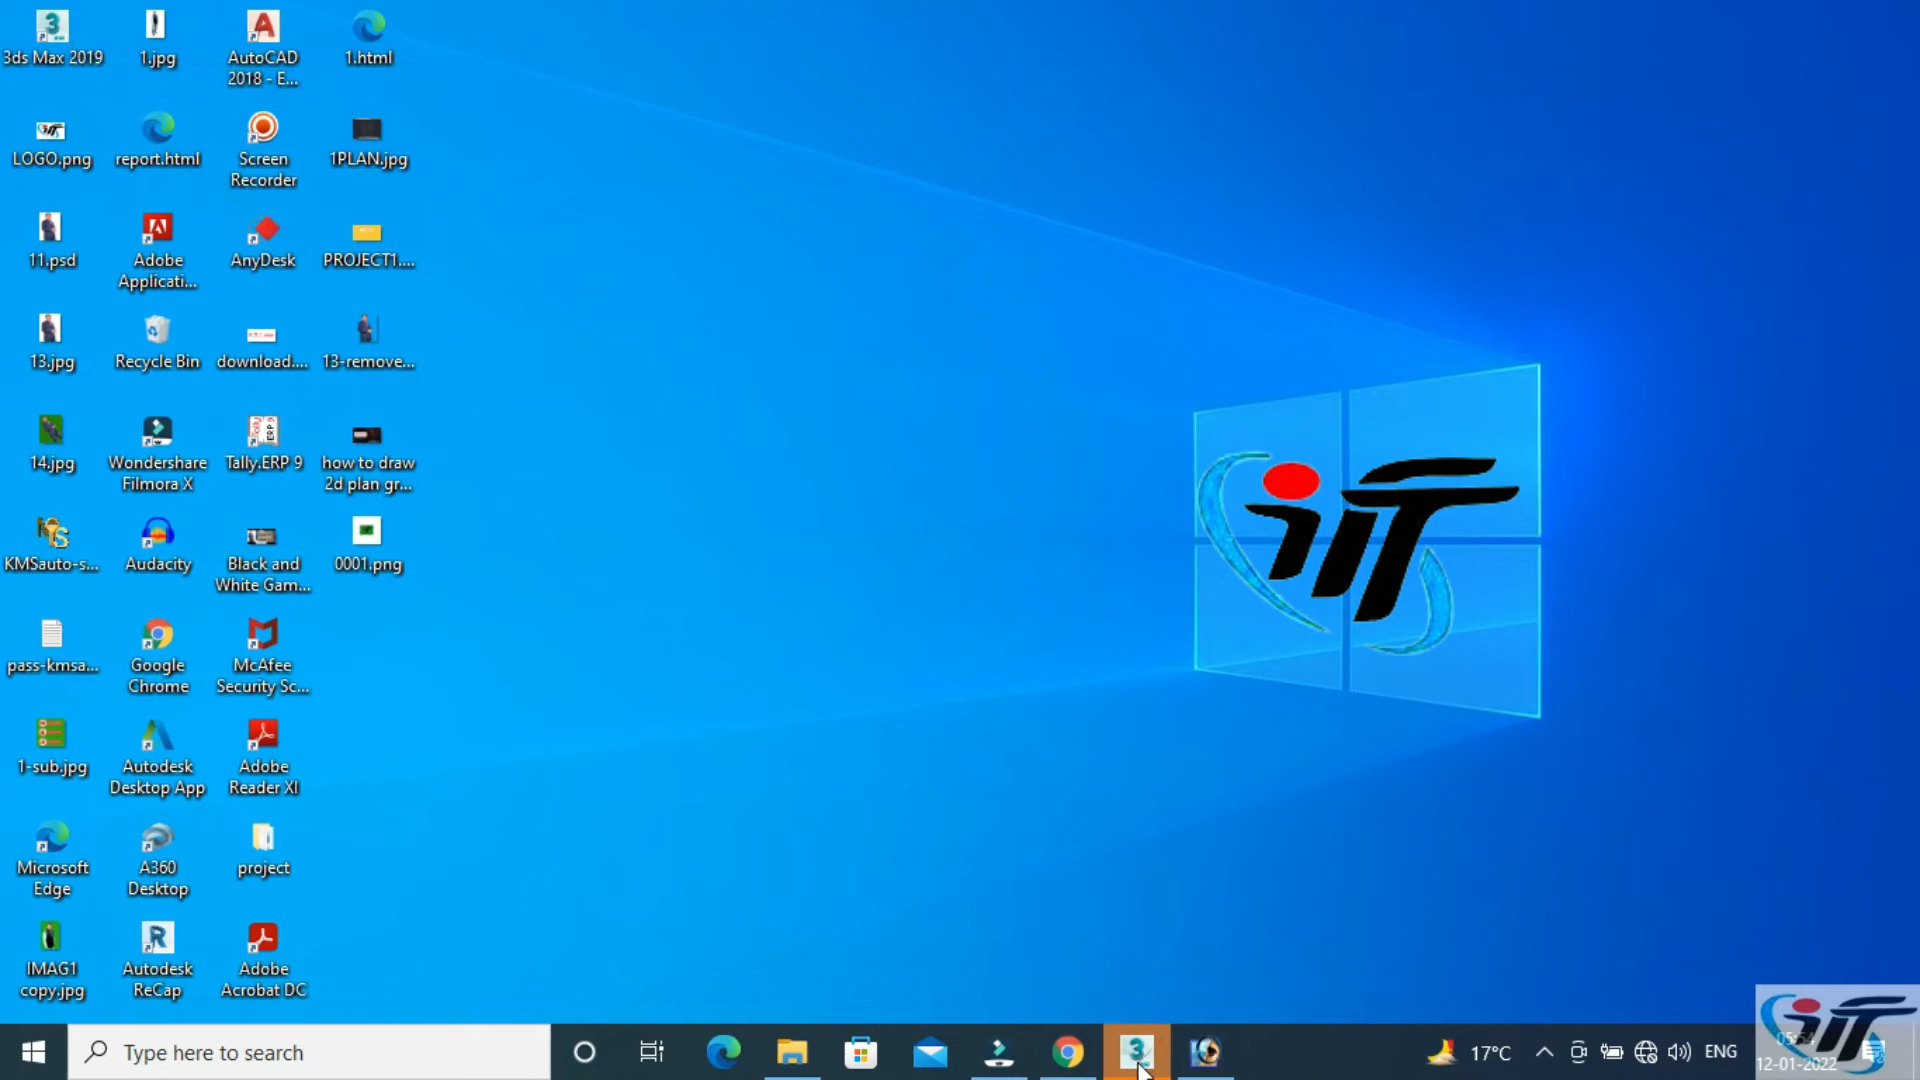 3ds Max 2019
1.jpg
AutoCAD
2018 - E...
1.html
LOGO.png
report.html
Screen
Recorder
1PLAN.jpg
11.psd
Adobe
Applicati...
AnyDesk
PROJECT1....
13.jpg
Recycle Bin
download....
13-remove...
14.jpg
Wondershare
Filmora X
Tally.ERP 9
how to draw
2d plan gr...
KMSauto-s...
Audacity
Black and
White Gam...
0001.png
pass-kmsa...
Google
Chrome
McAfee
Security Sc...
1-sub.jpg
Autodesk
Desktop App
Adobe
Reader XI
Microsoft
Edge
A360
Desktop
project
IMAG1
copy.jpg
Autodesk
ReCap
Adobe
Acrobat DC
iIT
Type here to search
17°C
ENG
05:54
12-01-2022
iIT